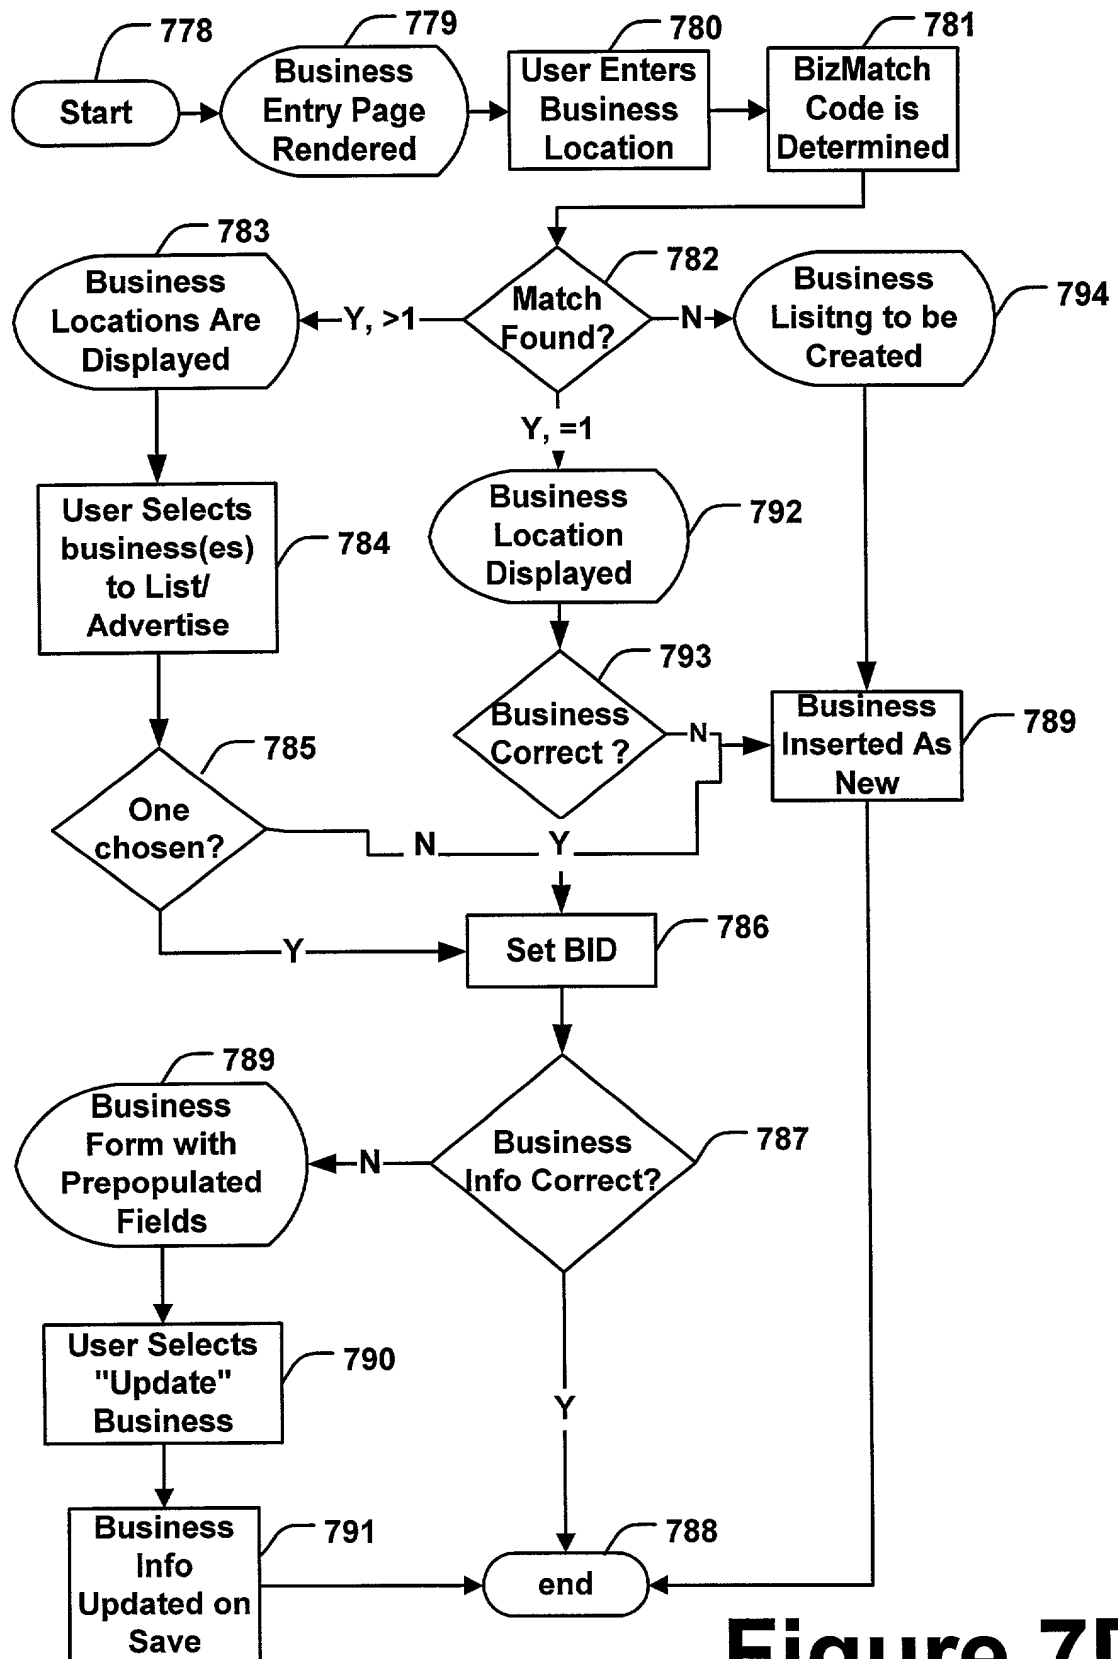 778
779
780
781
Start
Business
Entry Page
Rendered
User Enters
Business
Location
BizMatch
Code is
Determined
783
782
794
Business
Locations Are
Displayed
Y, >1
Match
Found?
N
Business
Lisitng to be
Created
Y, =1
User Selects
business(es)
to List/
Advertise
784
Business
Location
Displayed
792
793
Business
Correct ?
N
Business
Inserted As
New
789
785
One
chosen?
N
Y
Y
Set BID
786
789
Business
Form with
Prepopulated
Fields
N
Business
Info Correct?
787
User Selects
"Update"
Business
790
Y
Business
Info
Updated on
Save
791
788
end
Figure 7D